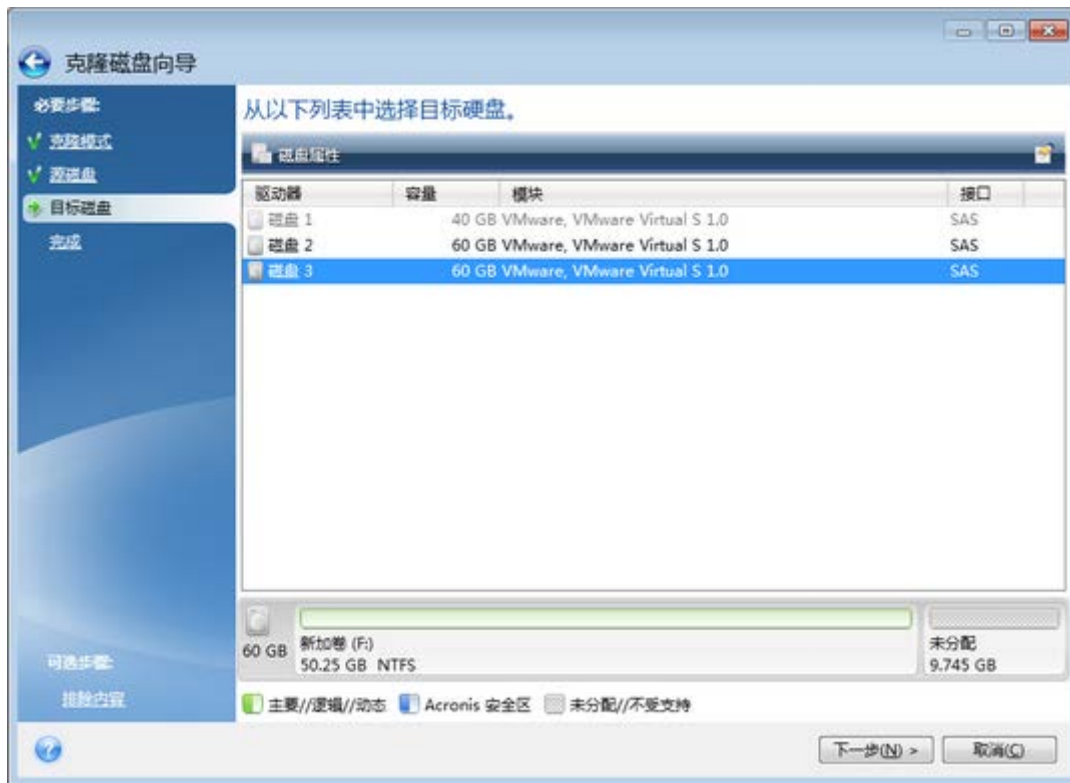 克隆磁盘向导
必要步骤:
克隆模式
源磁盘
目标磁盘
完成
可选步骤:
排除内容
从以下列表中选择目标硬盘。
磁盘属性
驱动器 容量 模块 接口
磁盘 1 40 GB VMware, VMware Virtual S 1.0 SAS
磁盘 2 60 GB VMware, VMware Virtual S 1.0 SAS
磁盘 3 60 GB VMware, VMware Virtual S 1.0 SAS
60 GB
新加卷 (F:)
50.25 GB NTFS
未分配
9.745 GB
主要//逻辑//动态 Acronis 安全区 未分配//不受支持
下一步(N) > 取消(C)